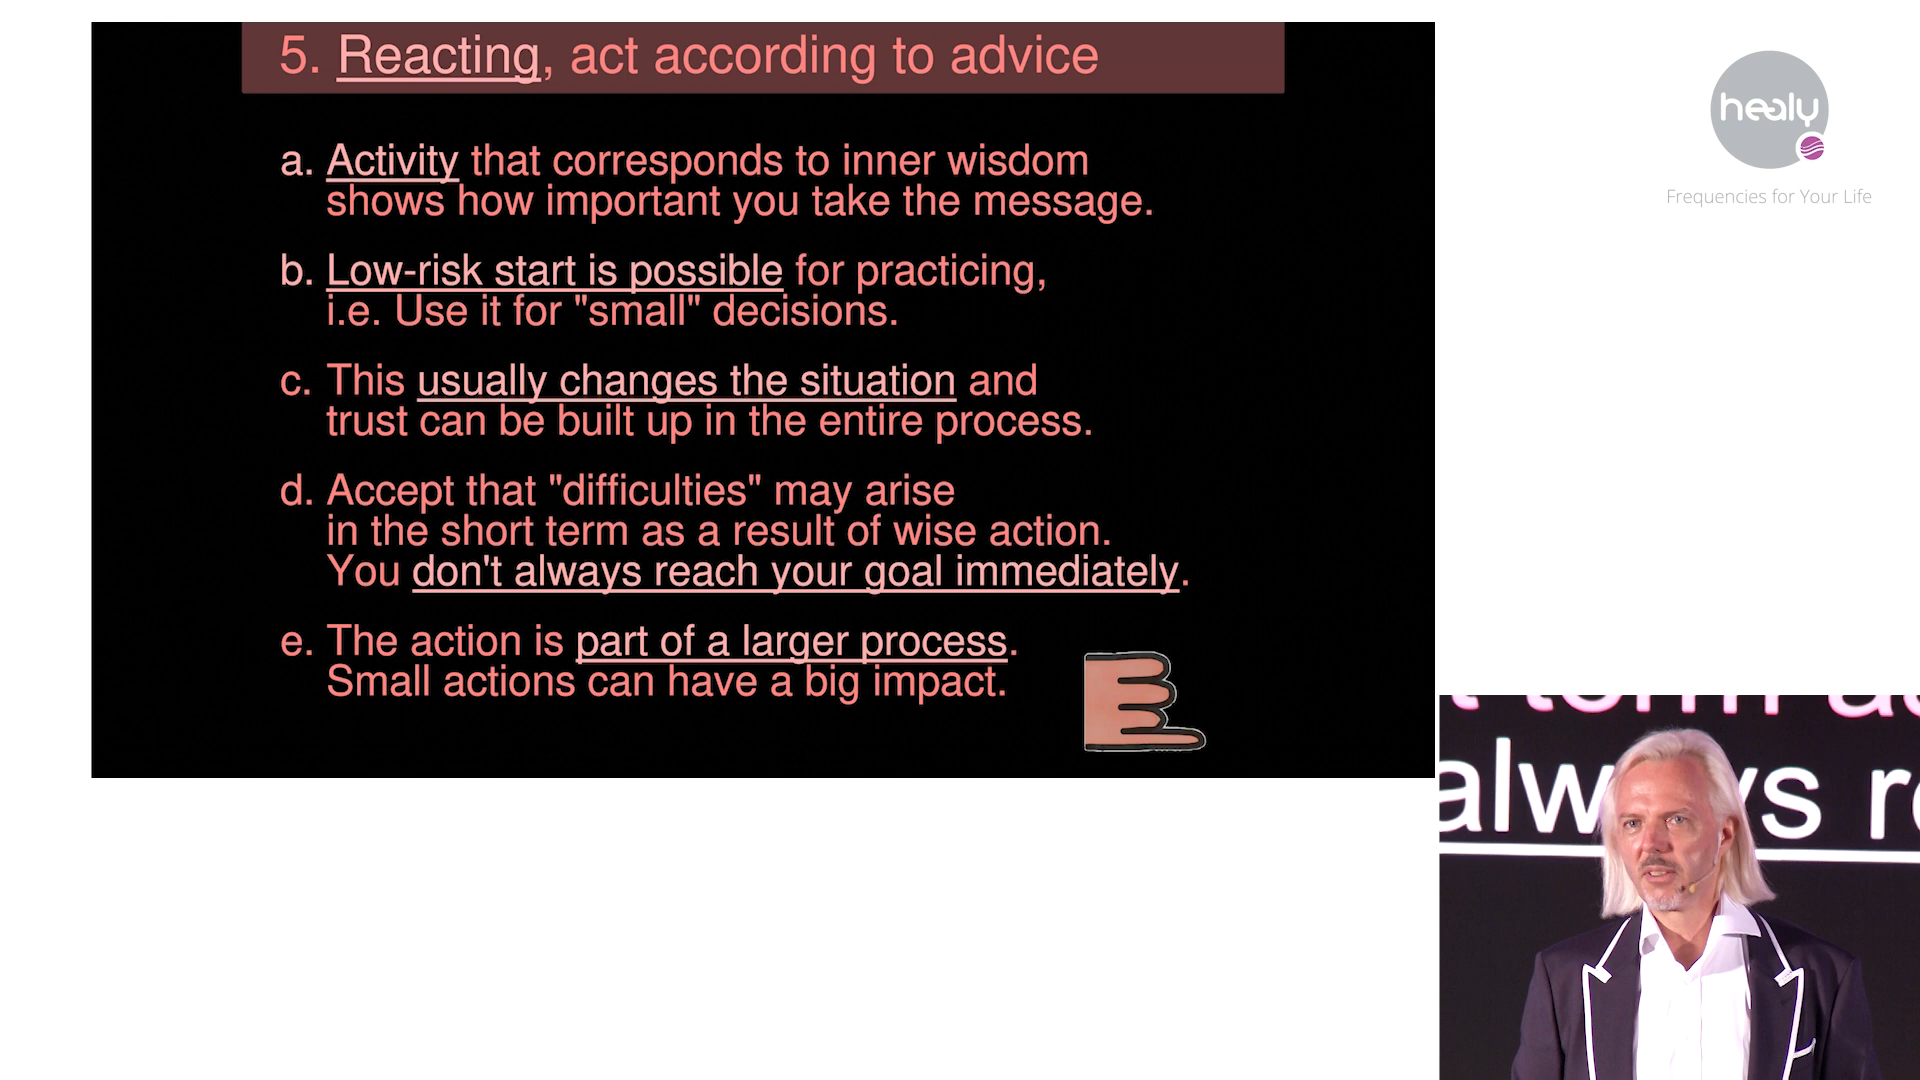 5. Reacting, act according to advice
a. Activity that corresponds to inner wisdom
shows how important you take the message.
b. Low-risk start is possible for practicing,
i.e. Use it for "small" decisions.
c. This usually changes the situation and
trust can be built up in the entire process.
d. Accept that "difficulties" may arise
in the short term as a result of wise action.
You don't always reach your goal immediately.
e. The action is part of a larger process.
Small actions can have a big impact.
healy
Frequencies for Your Life
term
always